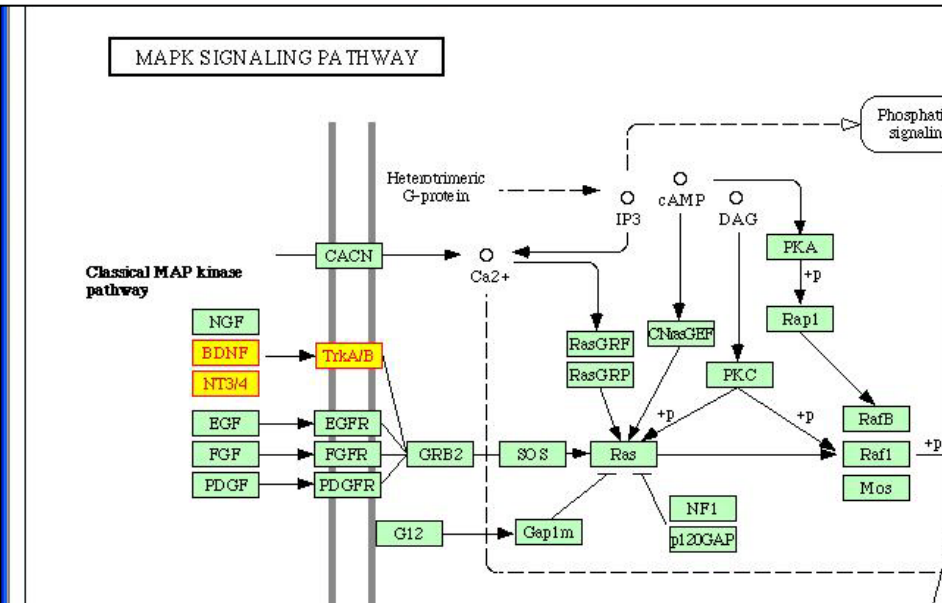 MAPK SIGNALING PATHWAY
Phosphati
signalin
Heterotrimeric
G-protein
IP3
cAMP
DAG
CACN
Ca2+
PKA
+p
Classical MAP kinase
pathway
NGF
BDNF
NT3/4
TrkA/B
RasGRF
RasGRP
CNrasGEF
Rap1
PKC
EGF
EGFR
FGF
FGFR
PDGF
PDGFR
GRB2
SOS
Ras
+p
+p
RafB
Raf1
+p
Mos
G12
Gap1m
NF1
p120GAP